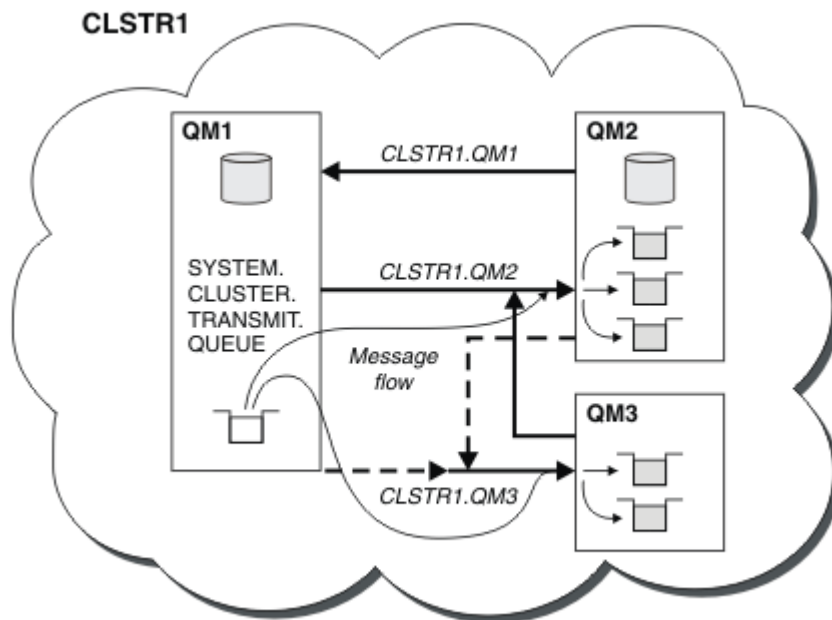 CLSTR1
QM1
CLSTR1.QM1
QM2
SYSTEM.
CLUSTER.
TRANSMIT.
QUEUE
CLSTR1.QM2
Message
flow
QM3
CLSTR1.QM3